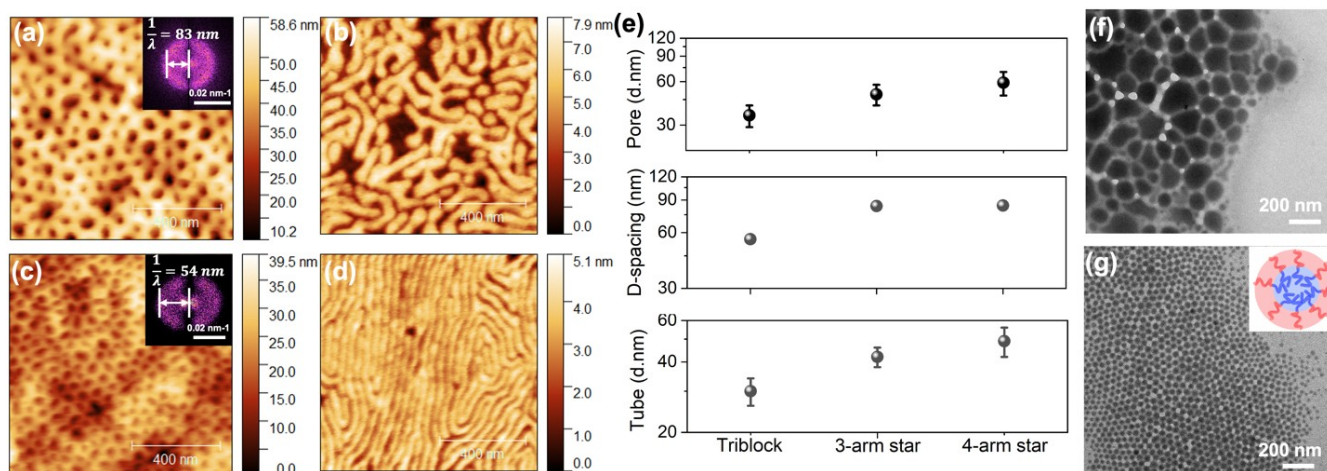 (a)
1/λ = 83 nm
0.02 nm-1
400 nm
58.6 nm
50.0
45.0
40.0
35.0
30.0
25.0
20.0
10.2
(b)
400 nm
7.9 nm
7.0
6.0
5.0
4.0
3.0
2.0
0.0
(c)
1/λ = 54 nm
0.02 nm-1
400 nm
39.5 nm
35.0
30.0
25.0
20.0
15.0
10.0
0.0
(d)
400 nm
5.1 nm
4.0
3.0
2.0
1.0
0.0
(e)
Pore (d.nm)
120
90
60
30
D-spacing (nm)
120
90
60
30
Tube (d.nm)
60
40
20
Triblock 3-arm star 4-arm star
(f)
200 nm
(g)
200 nm